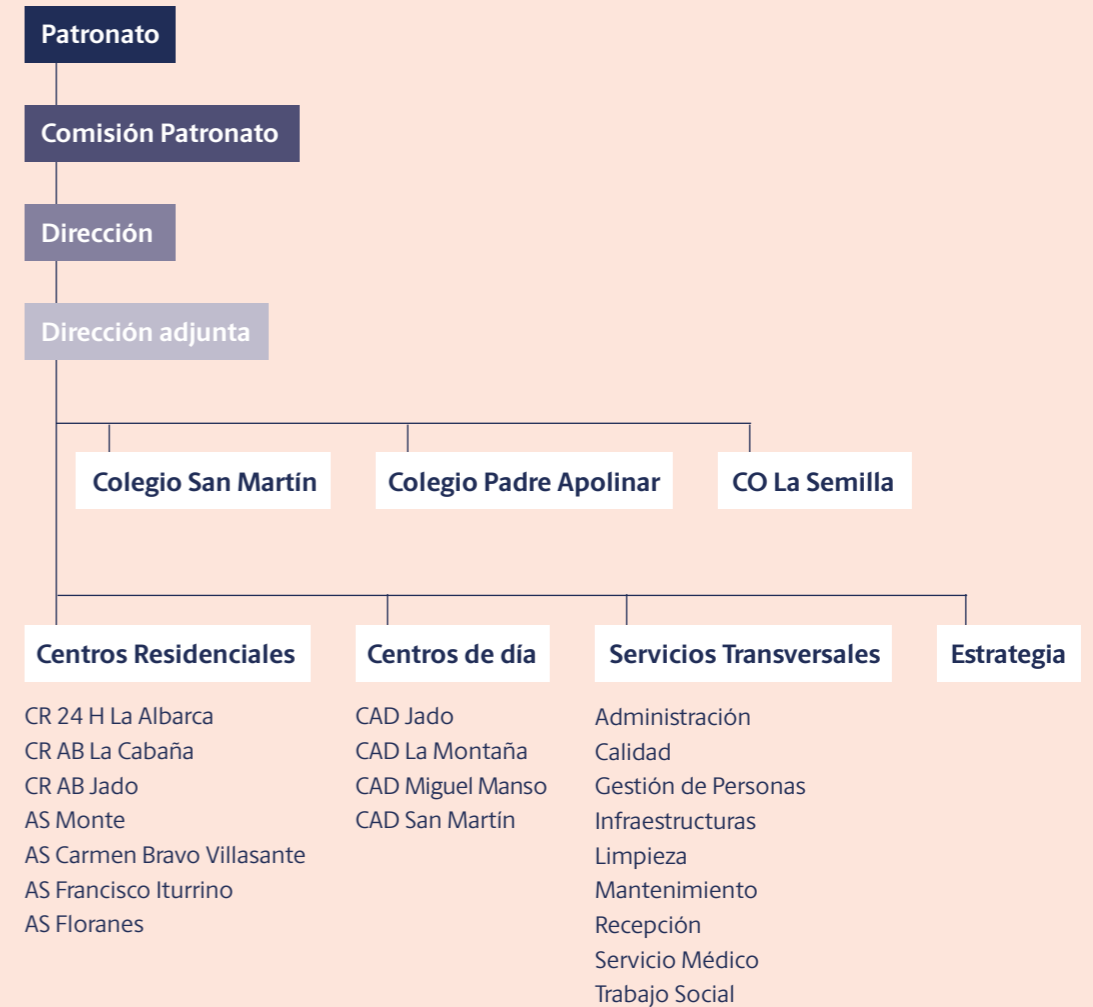 Patronato
Comisión Patronato
Dirección
Dirección adjunta
Colegio San Martín
Colegio Padre Apolinar
CO La Semilla
Centros Residenciales
CR 24 H La Albarca
CR AB La Cabaña
CR AB Jado
AS Monte
AS Carmen Bravo Villasante
AS Francisco Iturrino
AS Floranes
Centros de día
CAD Jado
CAD La Montaña
CAD Miguel Manso
CAD San Martín
Servicios Transversales
Administración
Calidad
Gestión de Personas
Infraestructuras
Limpieza
Mantenimiento
Recepción
Servicio Médico
Trabajo Social
Estrategia